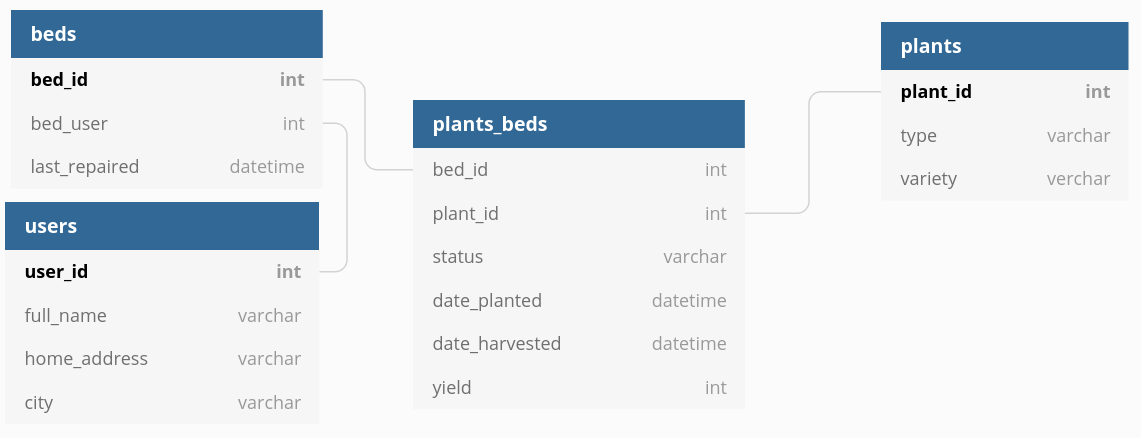 beds
bed_id int
bed_user int
last_repaired datetime
users
user_id int
full_name varchar
home_address varchar
city varchar
plants_beds
bed_id int
plant_id int
status varchar
date_planted datetime
date_harvested datetime
yield int
plants
plant_id int
type varchar
variety verchar